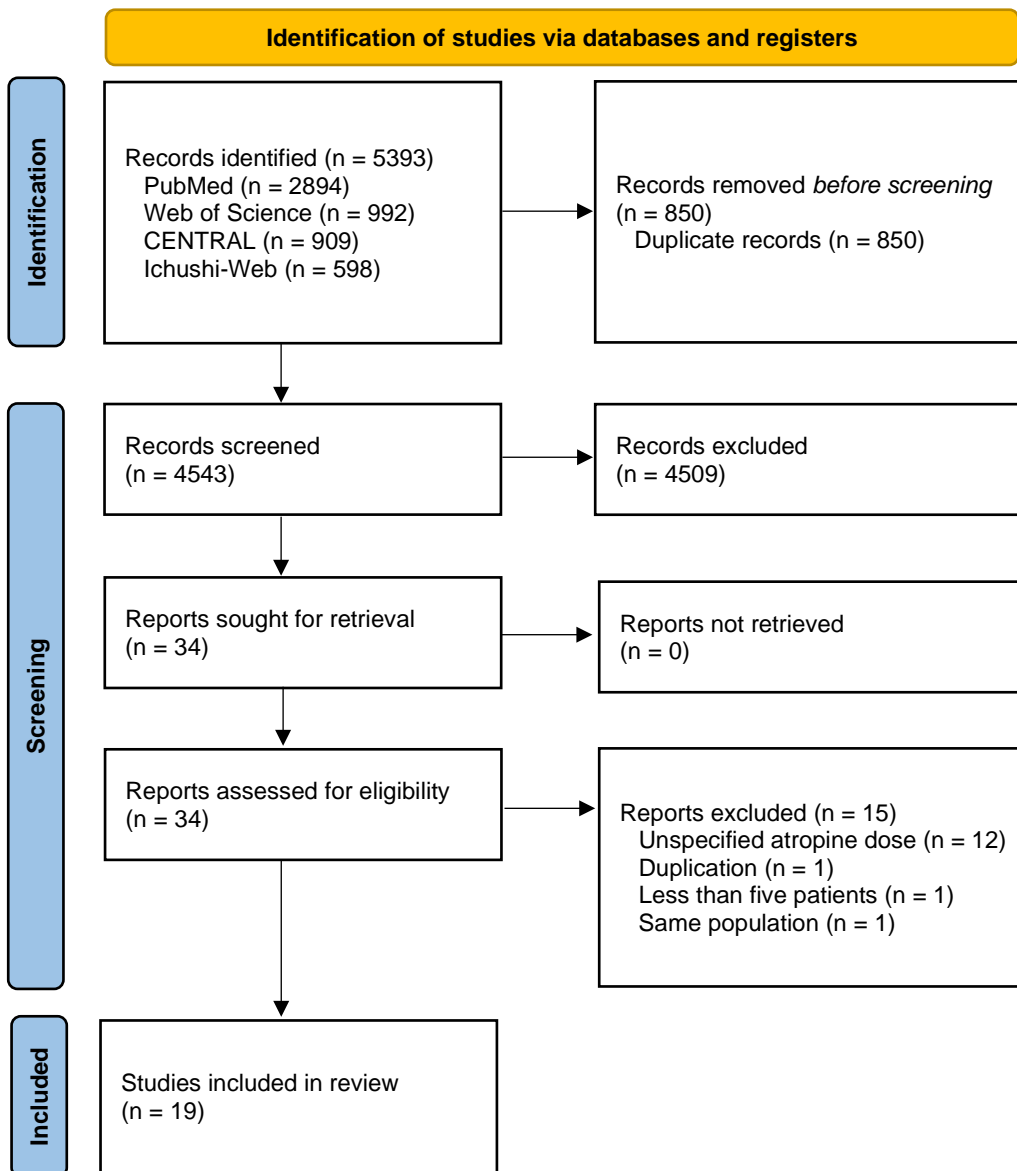 Identification of studies via databases and registers
Identification
Records identified (n = 5393)
PubMed (n = 2894)
Web of Science (n = 992)
CENTRAL (n = 909)
Ichushi-Web (n = 598)
Records removed before screening
(n = 850)
Duplicate records (n = 850)
Screening
Records screened
(n = 4543)
Records excluded
(n = 4509)
Reports sought for retrieval
(n = 34)
Reports not retrieved
(n = 0)
Reports assessed for eligibility
(n = 34)
Reports excluded (n = 15)
Unspecified atropine dose (n = 12)
Duplication (n = 1)
Less than five patients (n = 1)
Same population (n = 1)
Included
Studies included in review
(n = 19)